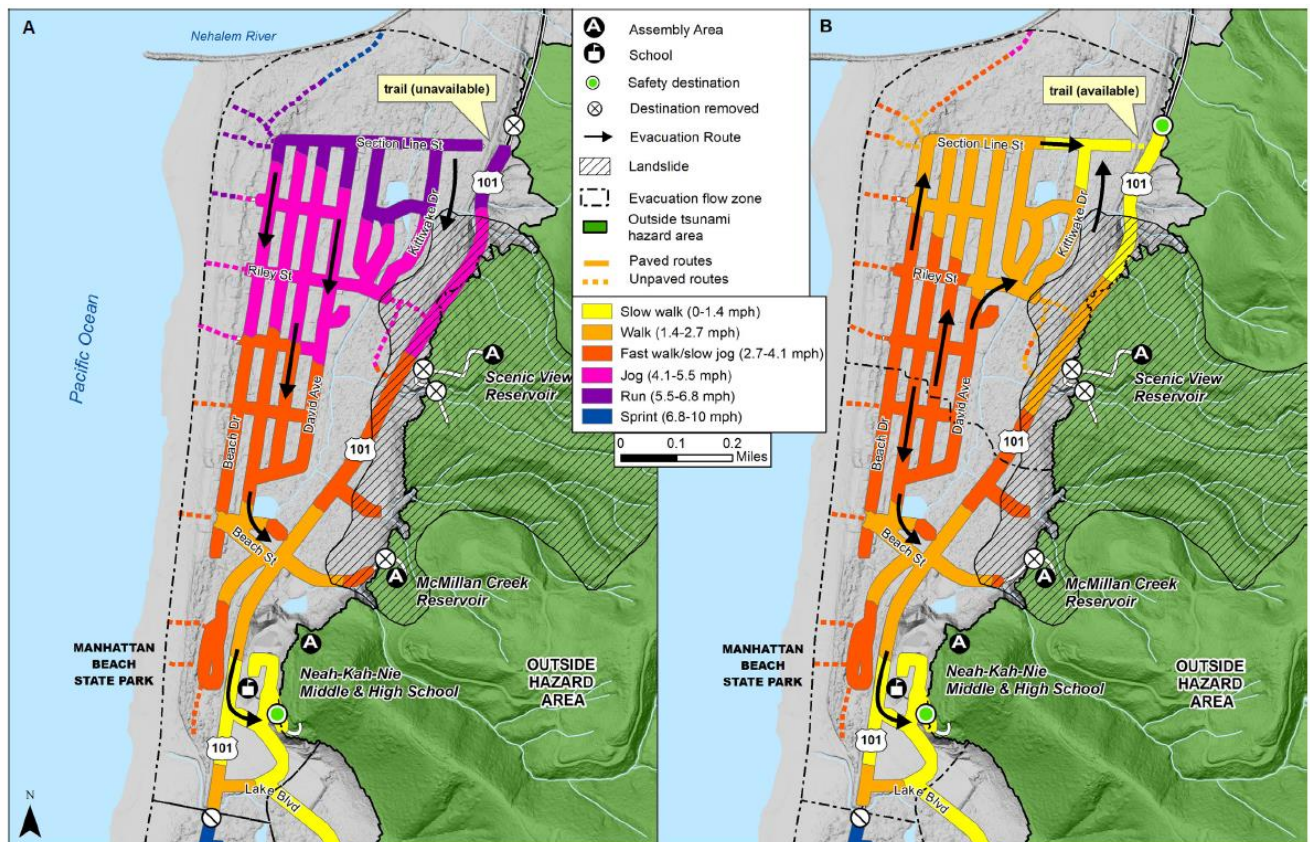 A
Nehalem River
trail (unavailable)
Section Line St
101
Kittiwake Dr
Riley St
Pacific Ocean
A
Scenic View
Reservoir
Beach Dr
David Ave
101
Beach St
A
McMillan Creek
Reservoir
MANHATTAN
BEACH
STATE PARK
A
Neah-Kah-Nie
Middle & High School
OUTSIDE
HAZARD
AREA
101
Lake Blvd
N
A
Assembly Area
School
Safety destination
Destination removed
Evacuation Route
Landslide
Evacuation flow zone
Outside tsunami
hazard area
Paved routes
Unpaved routes
Slow walk (0-1.4 mph)
Walk (1.4-2.7 mph)
Fast walk/slow jog (2.7-4.1 mph)
Jog (4.1-5.5 mph)
Run (5.5-6.8 mph)
Sprint (6.8-10 mph)
0 0.1 0.2
Miles
B
trail (available)
Section Line St
101
Kittiwake Dr
Riley St
A
Scenic View
Reservoir
Beach Dr
David Ave
101
Beach St
A
McMillan Creek
Reservoir
MANHATTAN
BEACH
STATE PARK
A
Neah-Kah-Nie
Middle & High School
OUTSIDE
HAZARD
AREA
101
Lake Blvd